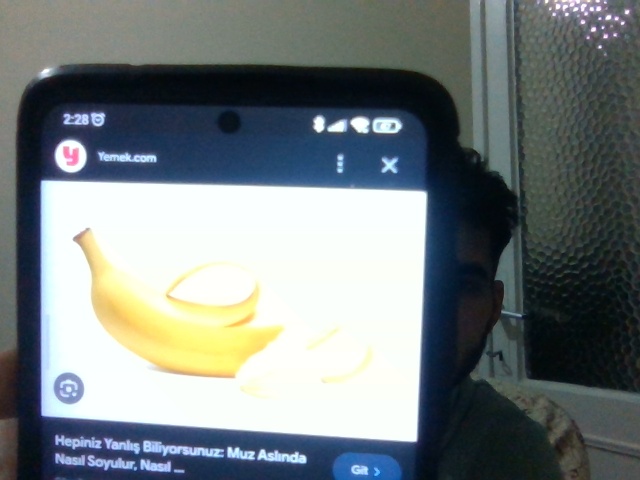 2:28
y Yemek.com
Hepiniz Yanlış Biliyorsunuz: Muz Aslında
Nasıl Soyulur, Nasıl ...
Git >